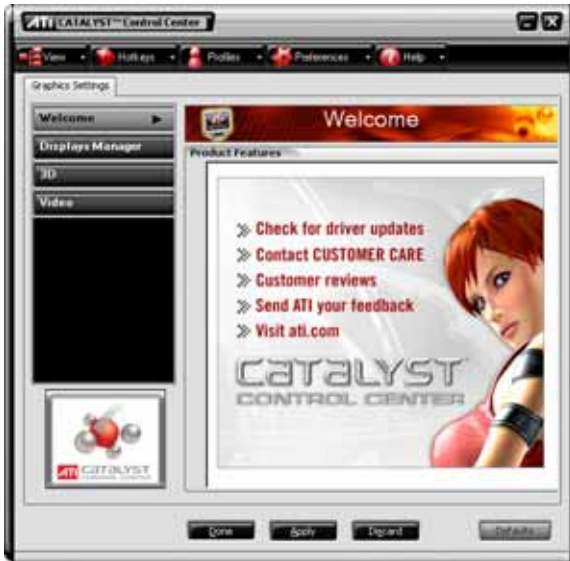 ATI CATALYST™ Control Center
View Hotkeys Profiles Preferences Help
Graphics Settings
Welcome
Welcome
Displays Manager
Product Features
3D
Video
Check for driver updates
Contact CUSTOMER CARE
Customer reviews
Send ATI your feedback
Visit ati.com
CATALYST
CONTROL CENTER
ATI CATALYST
Done Apply Discard Defaults